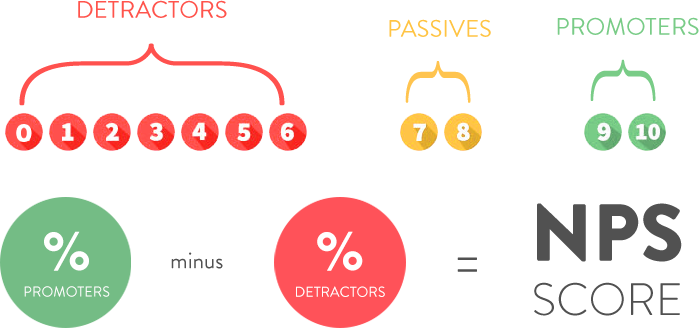 DETRACTORS
PASSIVES
PROMOTERS
0 1 2 3 4 5 6
7 8
9 10
%
PROMOTERS
minus
%
DETRACTORS
=
NPS
SCORE